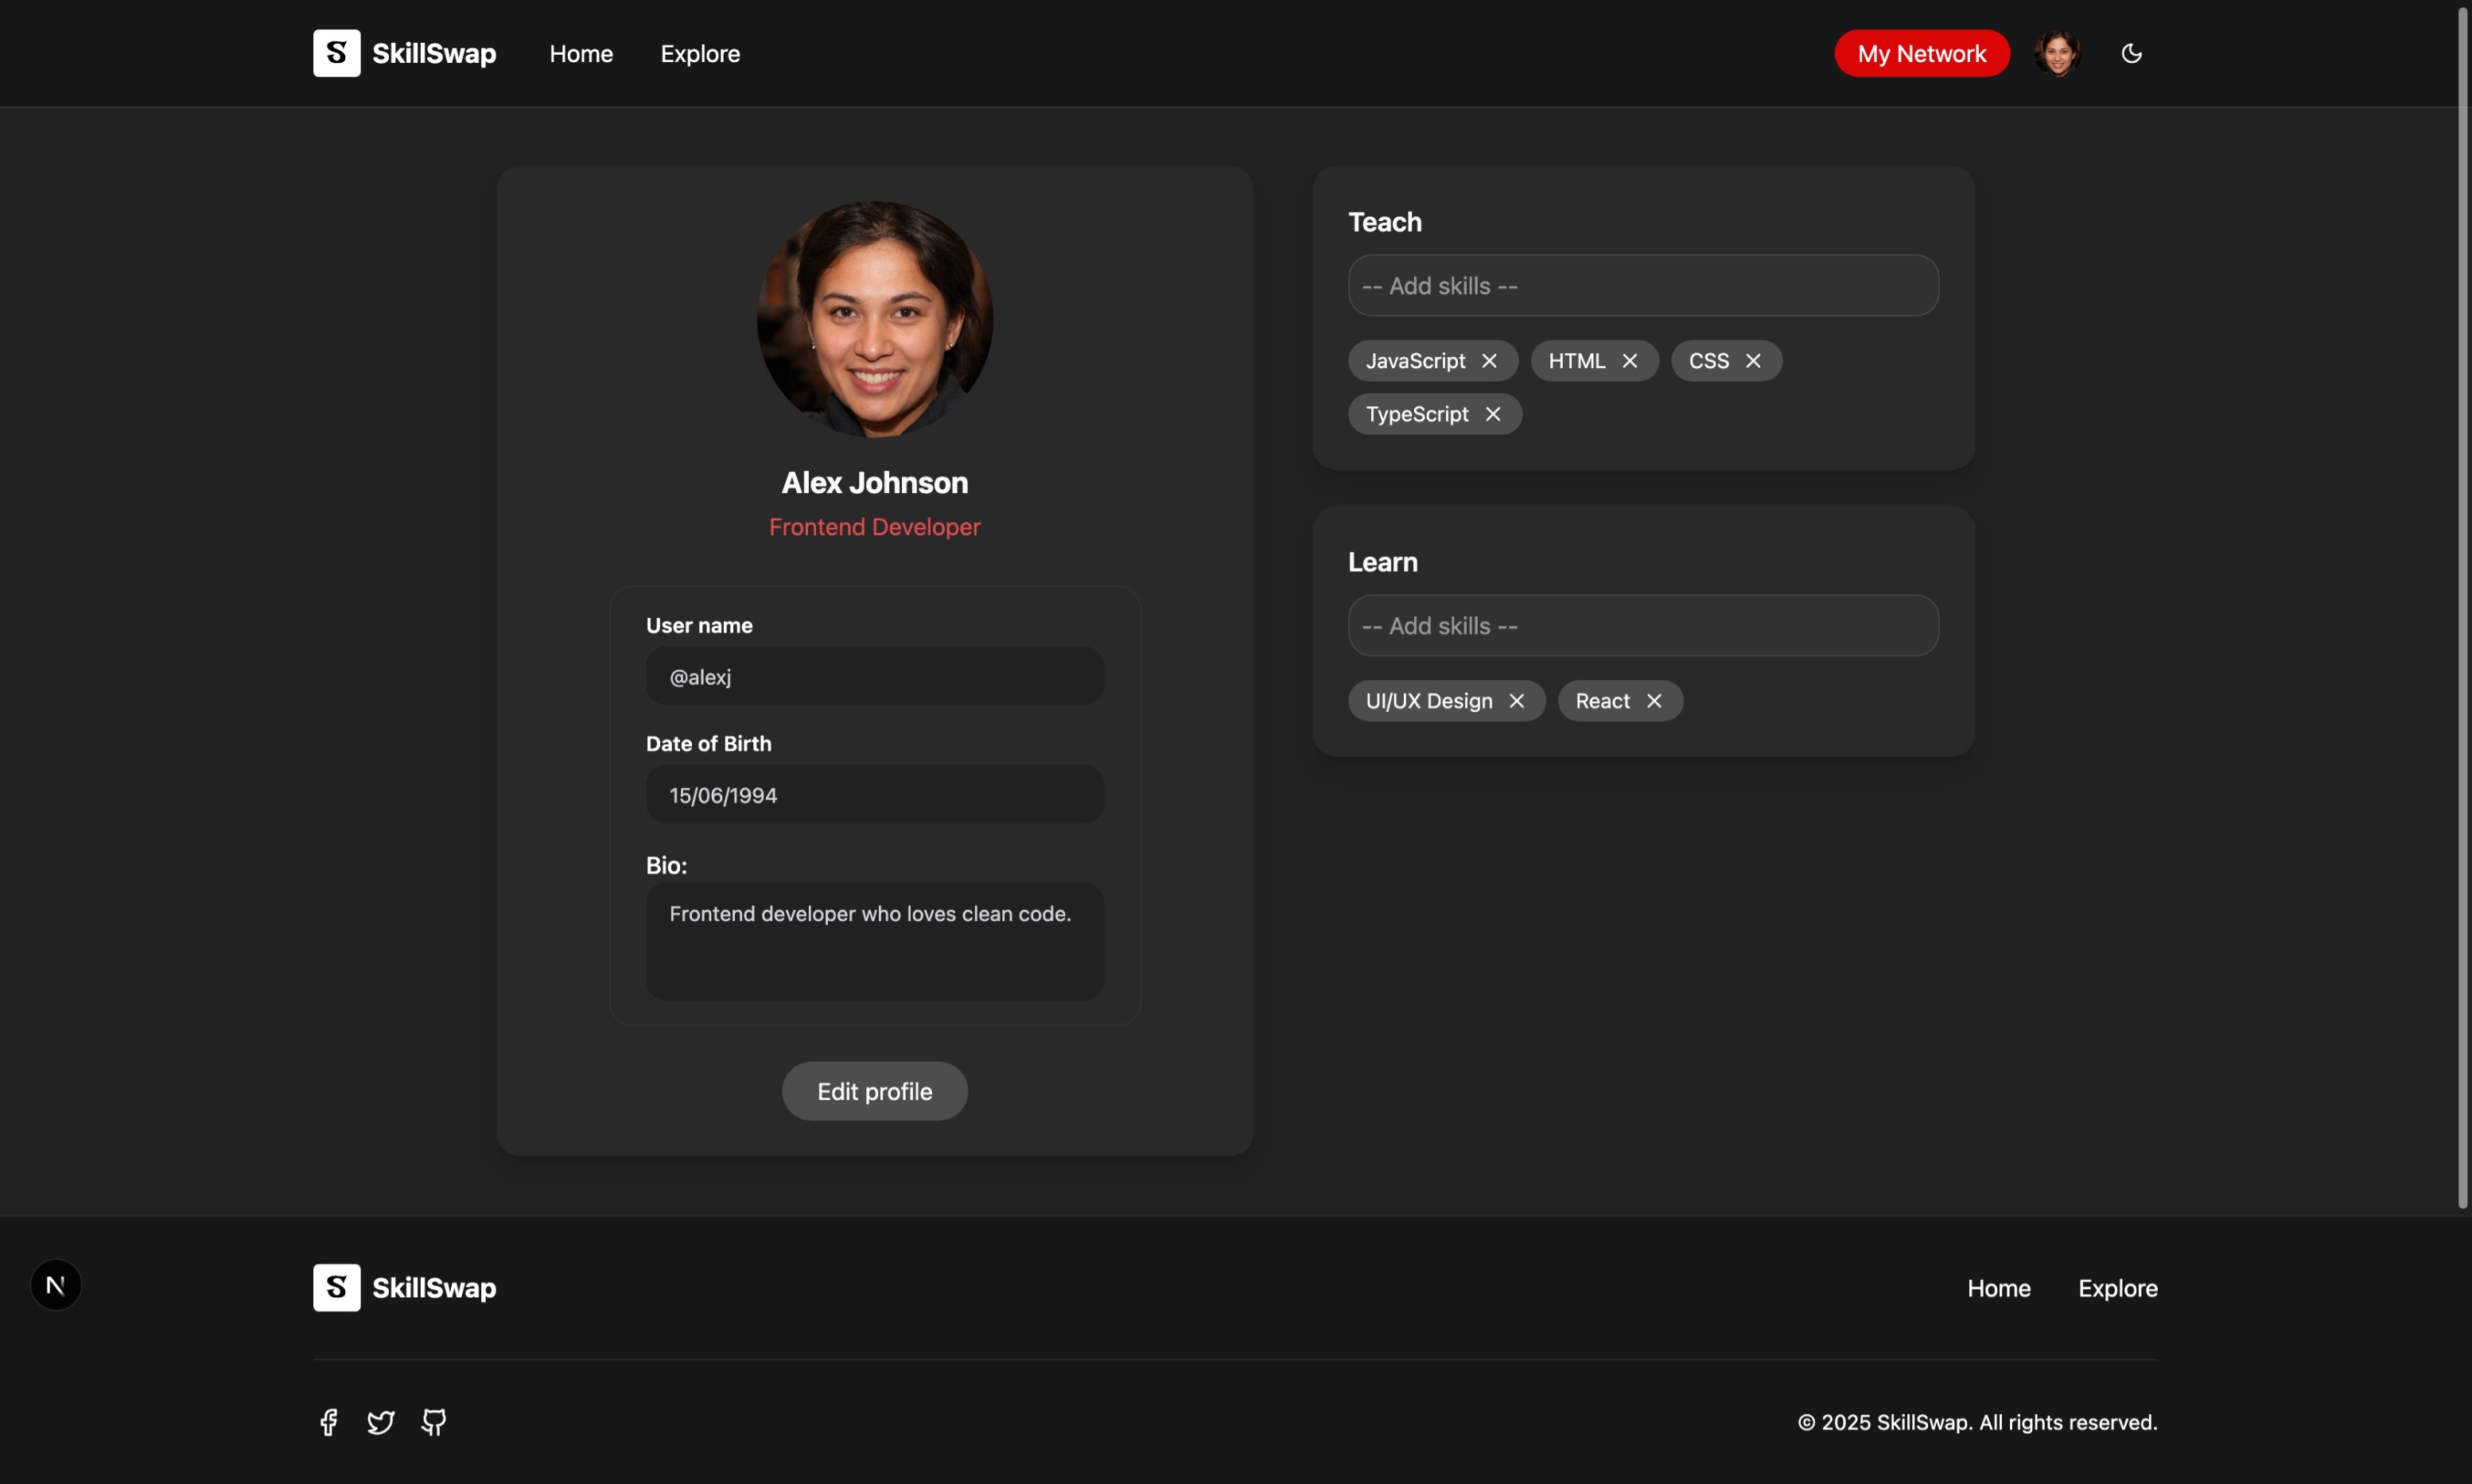 S SkillSwap Home Explore My Network
Alex Johnson
Frontend Developer
User name
@alexj
Date of Birth
15/06/1994
Bio:
Frontend developer who loves clean code.
Edit profile
Teach
-- Add skills --
JavaScript HTML CSS
TypeScript
Learn
-- Add skills --
UI/UX Design React
N
S SkillSwap Home Explore
© 2025 SkillSwap. All rights reserved.